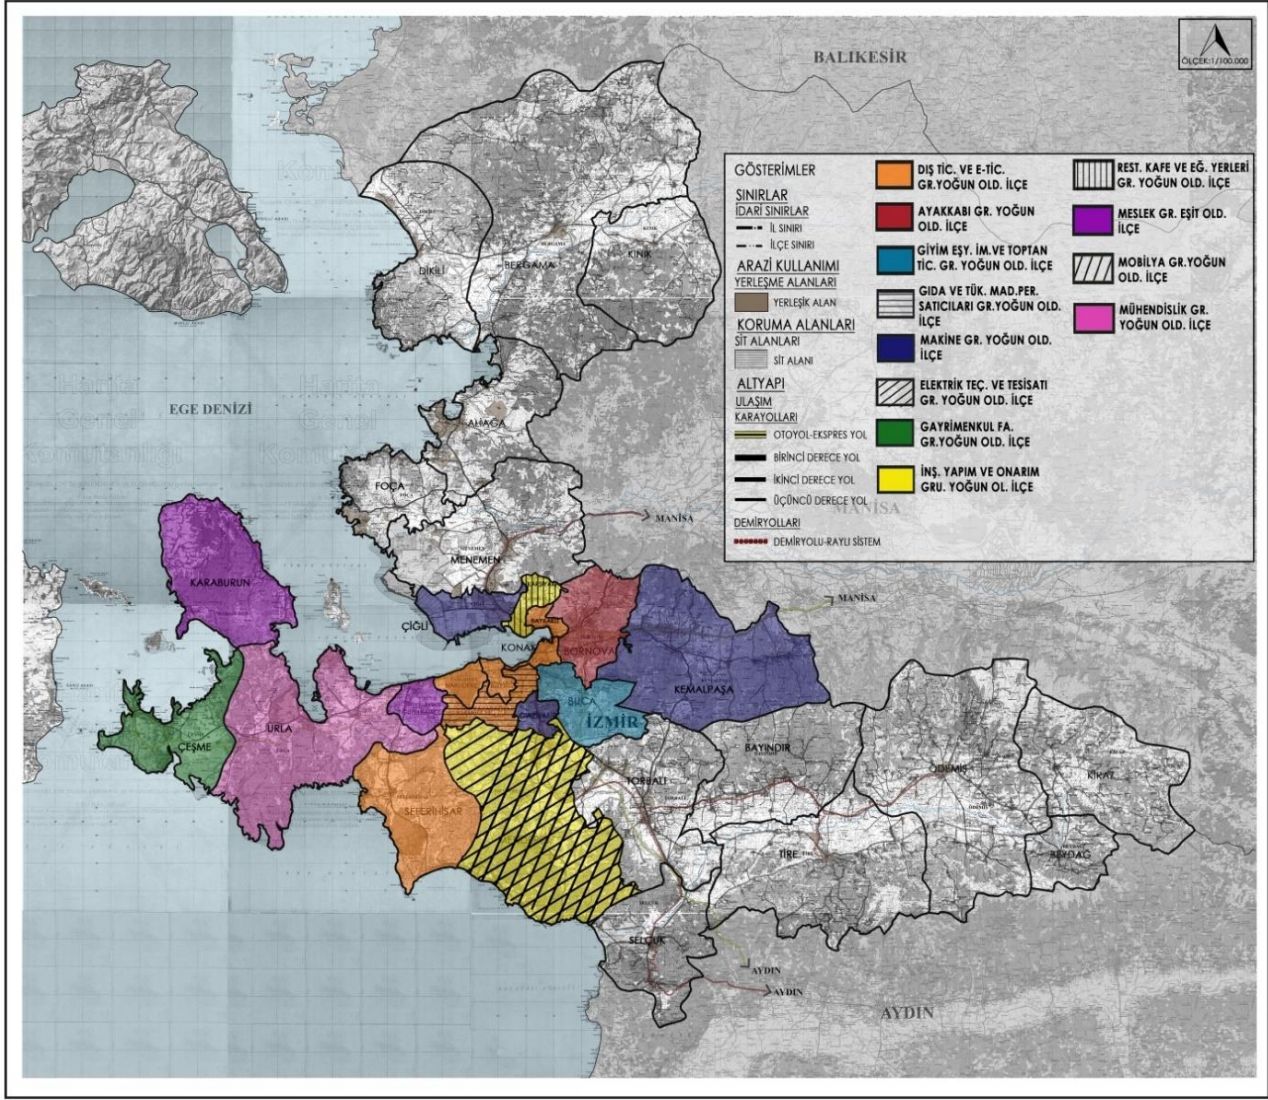 BALIKESİR
ÖLÇEK:1/100.000
GÖSTERİMLER
SINIRLAR
İDARİ SINIRLAR
İL SINIRI
İLÇE SINIRI
ARAZİ KULLANIMI
YERLEŞME ALANLARI
YERLEŞİK ALAN
KORUMA ALANLARI
SİT ALANLARI
SİT ALANI
ALTYAPI
ULAŞIM
KARAYOLLARI
OTOYOL-EKSPRES YOL
BİRİNCİ DERECE YOL
İKİNCİ DERECE YOL
ÜÇÜNCÜ DERECE YOL
DEMİRYOLLARI
DEMİRYOLU-RAYLI SİSTEM
DIŞ TİC. VE E-TİC.
GR.YOĞUN OLD. İLÇE
AYAKKABI GR. YOĞUN
OLD. İLÇE
GİYİM EŞY. İM.VE TOPTAN
TİC. GR. YOĞUN OLD. İLÇE
GIDA VE TÜK. MAD.PER.
SATICILARI GR.YOĞUN OLD.
İLÇE
MAKİNE GR. YOĞUN OLD.
İLÇE
ELEKTRİK TEÇ. VE TESİSATI
GR. YOĞUN OLD. İLÇE
GAYRİMENKUL FA.
GR.YOĞUN OLD. İLÇE
İNŞ. YAPIM VE ONARIM
GRU. YOĞUN OL. İLÇE
REST. KAFE VE EĞ. YERLERİ
GR. YOĞUN OLD. İLÇE
MESLEK GR. EŞİT OLD.
İLÇE
MOBİLYA GR.YOĞUN
OLD. İLÇE
MÜHENDİSLİK GR.
YOĞUN OLD. İLÇE
Harita
Genel
Komutanlığı
Harita
Genel
DİKİLİ
BERGAMA
KINIK
EGE DENİZİ
ALİAĞA
FOÇA
MENEMEN
MANİSA
MANİSA
MANİSA
KARABURUN
ÇİĞLİ
KONAK
BORNOVA
KEMALPAŞA
BUCA
İZMİR
URLA
ÇEŞME
SEFERİHİSAR
TORBALI
BAYINDIR
ÖDEMİŞ
KİRAZ
TİRE
BEYDAĞ
SELÇUK
AYDIN
AYDIN
AYDIN